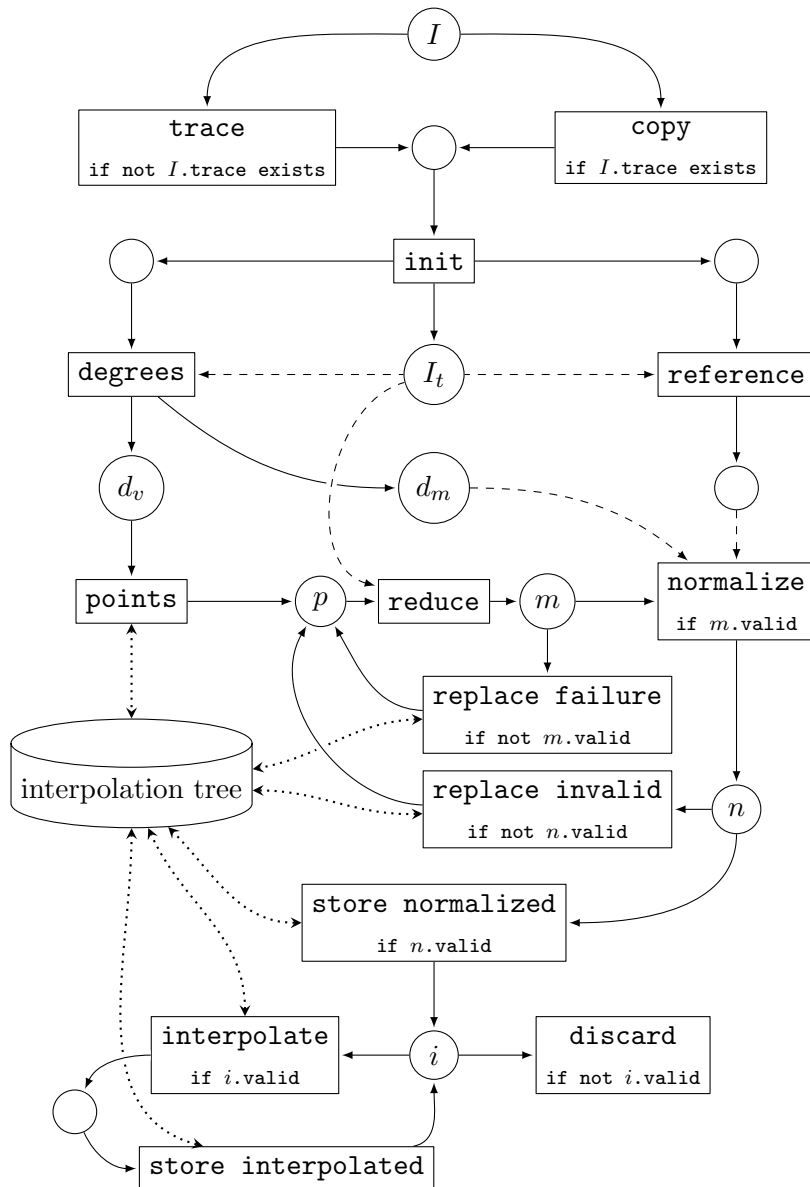 I
trace
if not I.trace exists
copy
if I.trace exists
init
degrees
I_t
reference
d_v
d_m
points
p
reduce
m
normalize
if m.valid
replace failure
if not m.valid
interpolation tree
replace invalid
if not n.valid
n
store normalized
if n.valid
interpolate
if i.valid
i
discard
if not i.valid
store interpolated